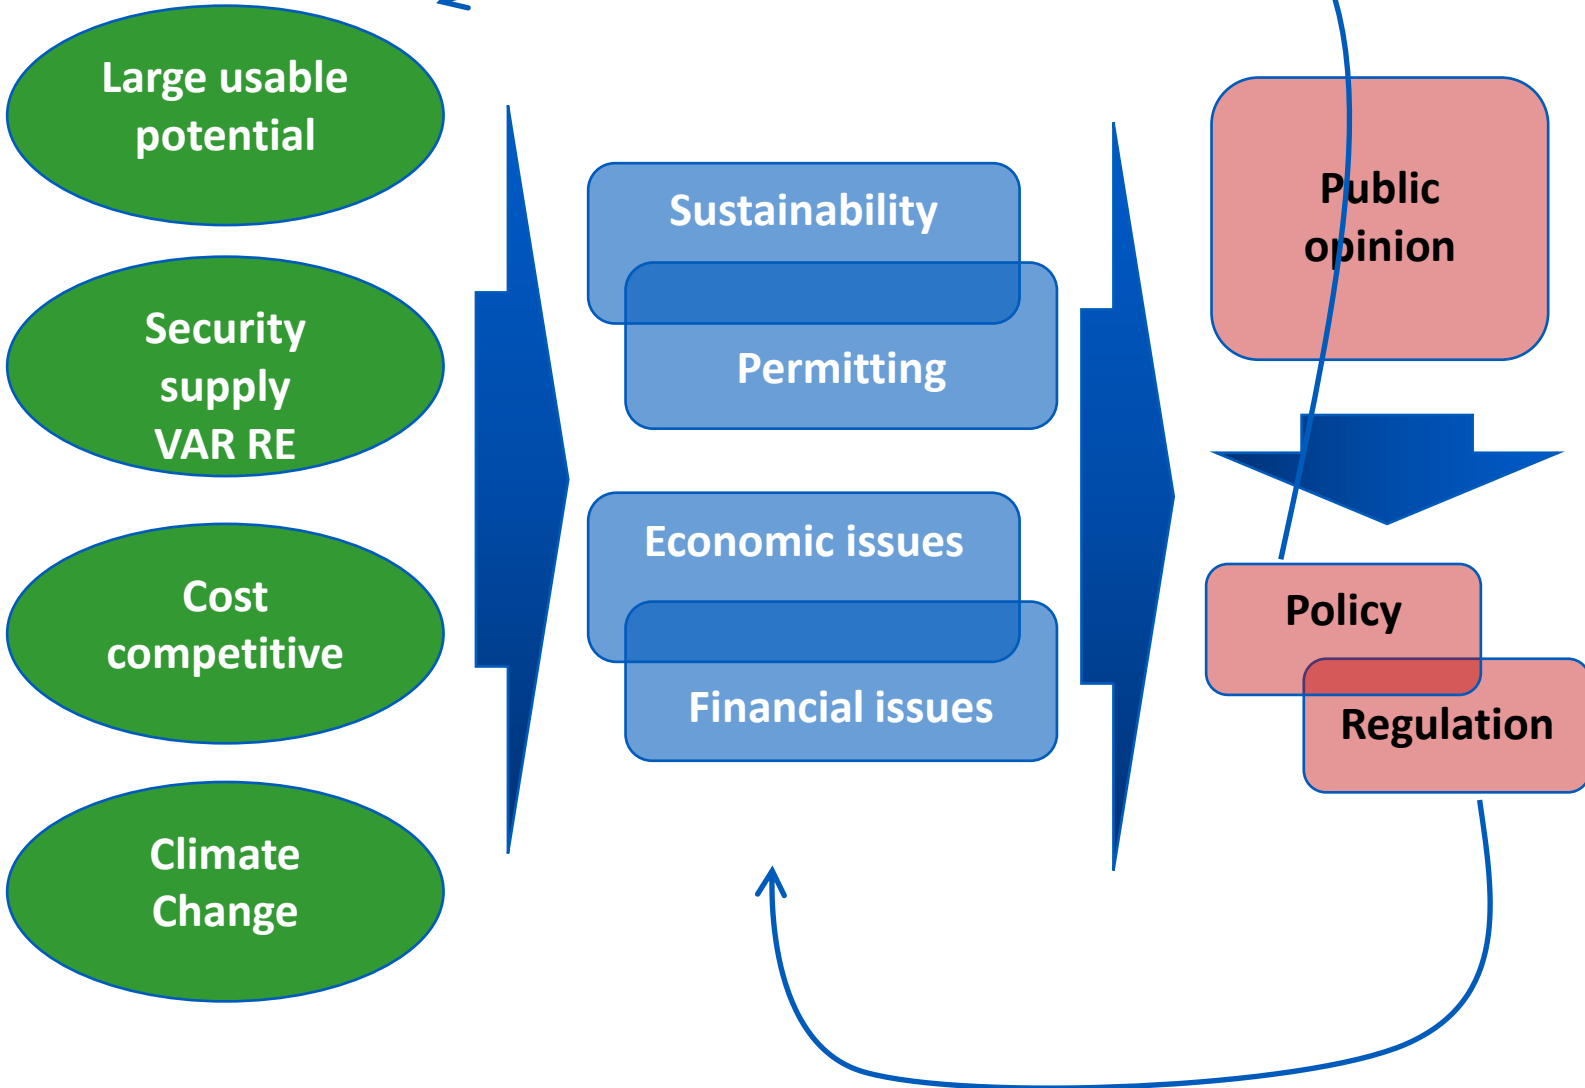 Large usable
potential
Security
supply
VAR RE
Cost
competitive
Climate
Change
Sustainability
Permitting
Economic issues
Financial issues
Public
opinion
Policy
Regulation